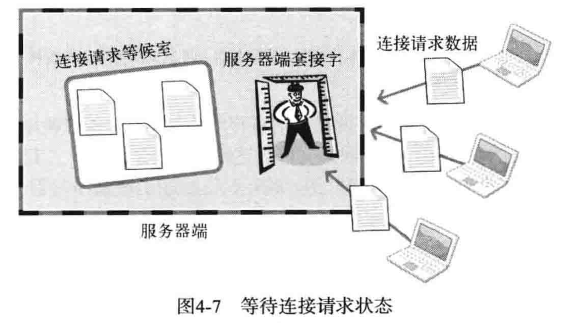 连接请求等候室
服务器端套接字
连接请求数据
服务器端
图4-7 等待连接请求状态